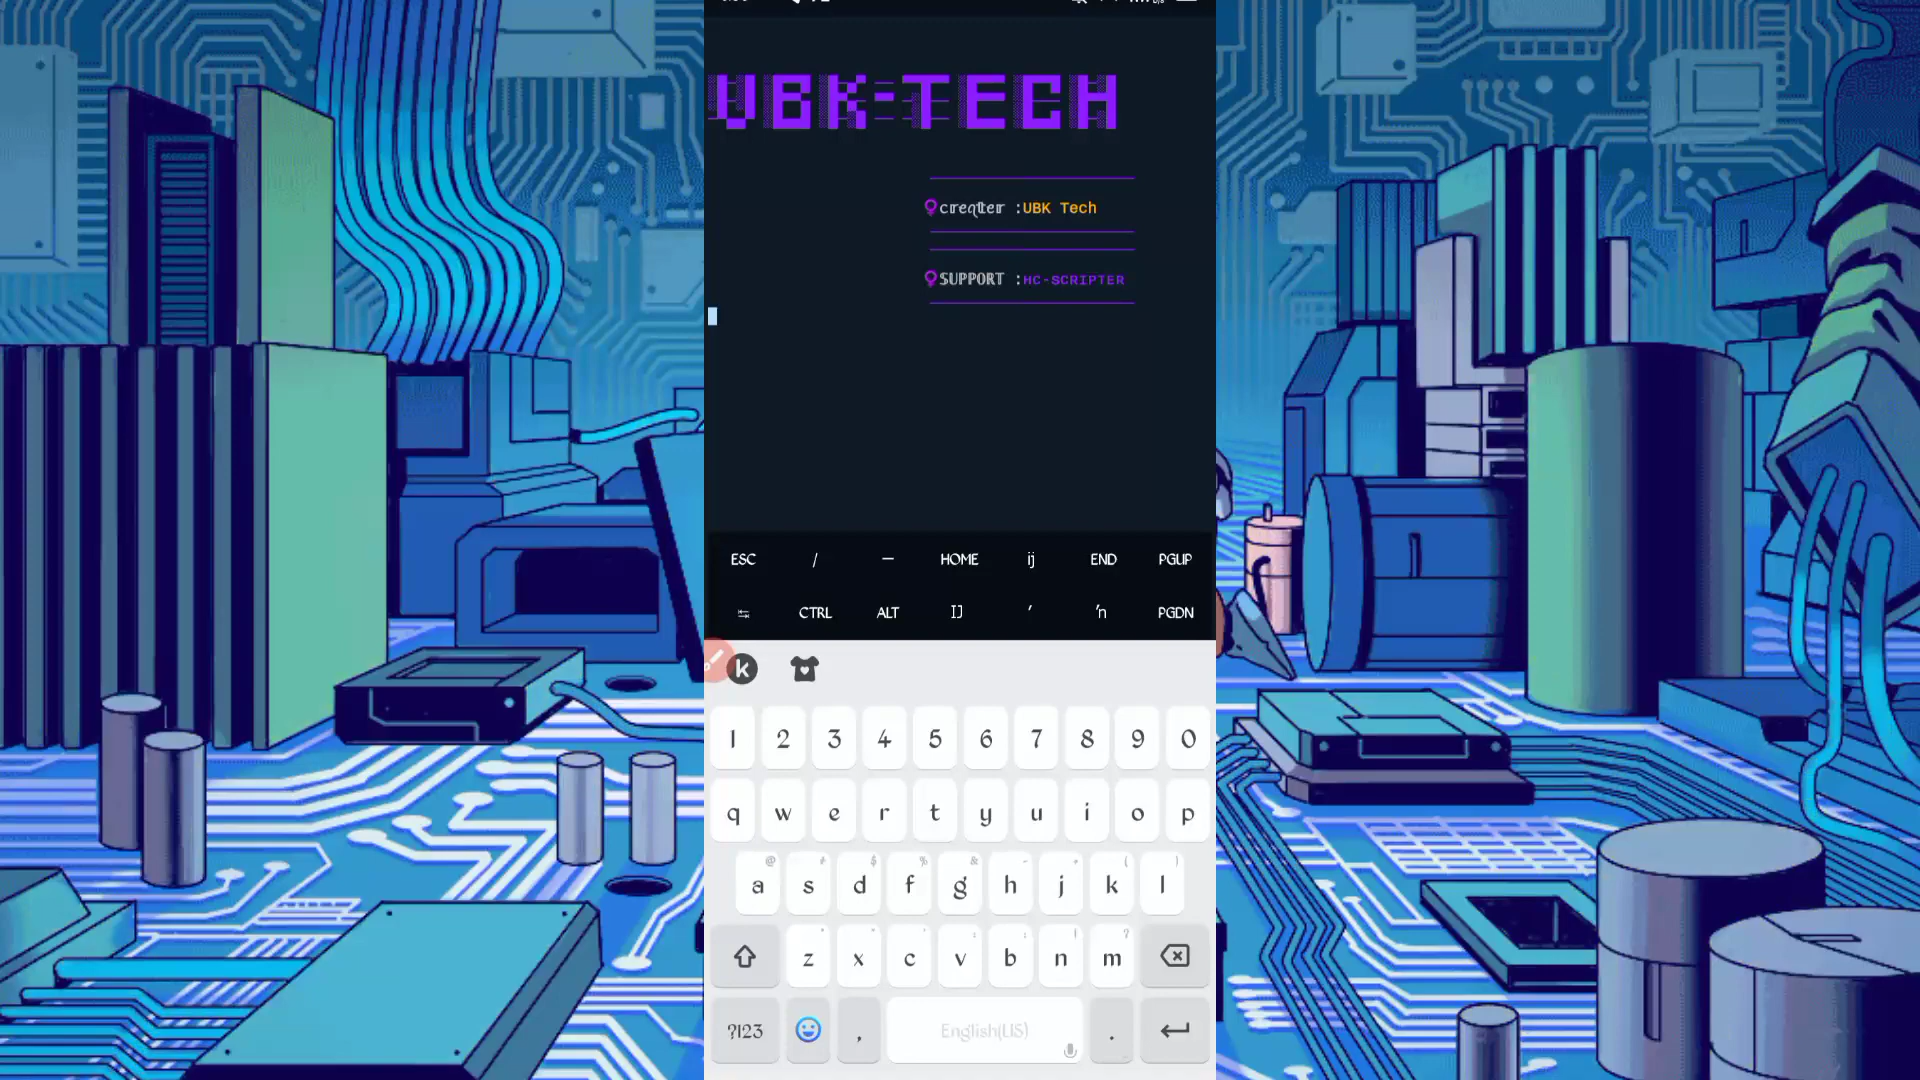 UBK-TECH
creatter :UBK Tech
SUPPORT :HC-SCRIPTER
ESC / — HOME END PGUP
CTRL ALT PGDN
k
1 2 3 4 5 6 7 8 9 0
q w e r t y u i o p
a s d f g h j k l
z x c v b n m
?123 , English(US) .